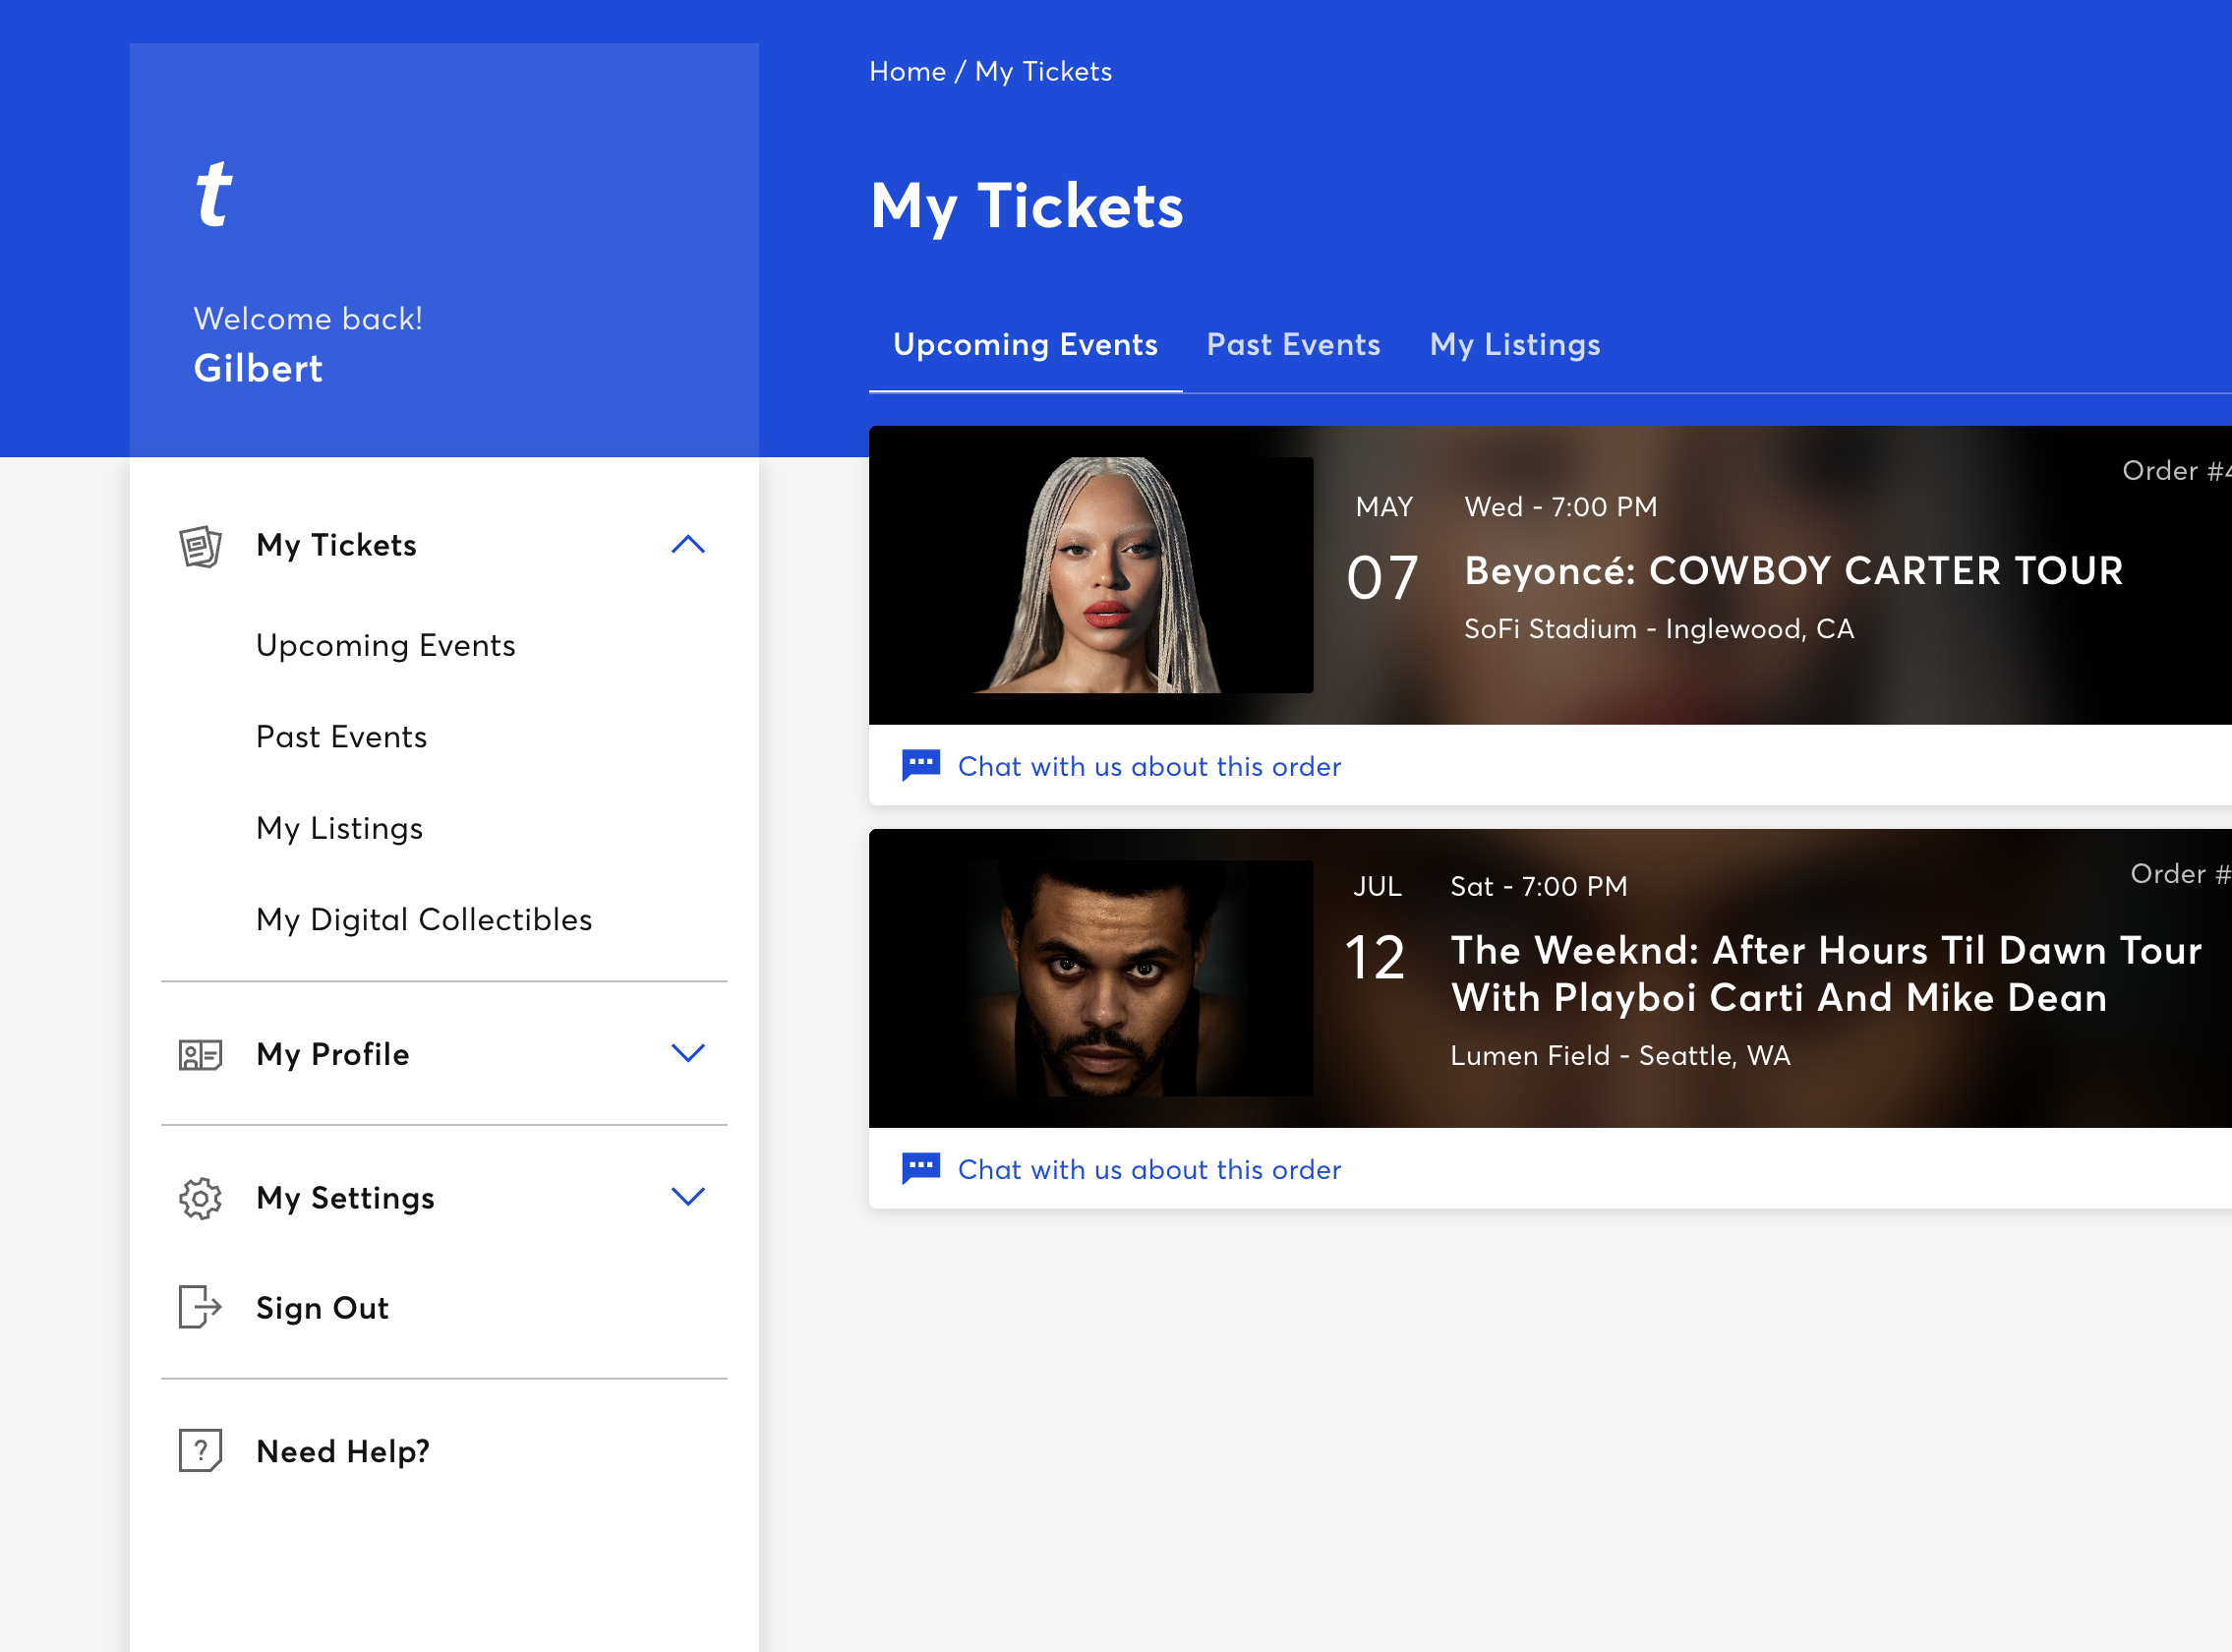 t
Welcome back!
Gilbert
My Tickets
Upcoming Events
Past Events
My Listings
My Digital Collectibles
My Profile
My Settings
Sign Out
Need Help?
Home / My Tickets
My Tickets
Upcoming Events Past Events My Listings
Order #4
MAY
07
Wed - 7:00 PM
Beyoncé: COWBOY CARTER TOUR
SoFi Stadium - Inglewood, CA
Chat with us about this order
Order #
JUL
12
Sat - 7:00 PM
The Weeknd: After Hours Til Dawn Tour
With Playboi Carti And Mike Dean
Lumen Field - Seattle, WA
Chat with us about this order